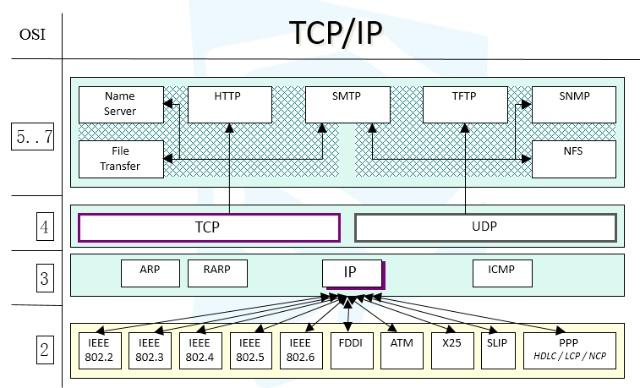 OSI
TCP/IP
5..7
Name
Server
HTTP
SMTP
TFTP
SNMP
File
Transfer
NFS
4
TCP
UDP
3
ARP
RARP
IP
ICMP
2
IEEE
802.2
IEEE
802.3
IEEE
802.4
IEEE
802.5
IEEE
802.6
FDDI
ATM
X25
SLIP
PPP
HDLC / LCP / NCP